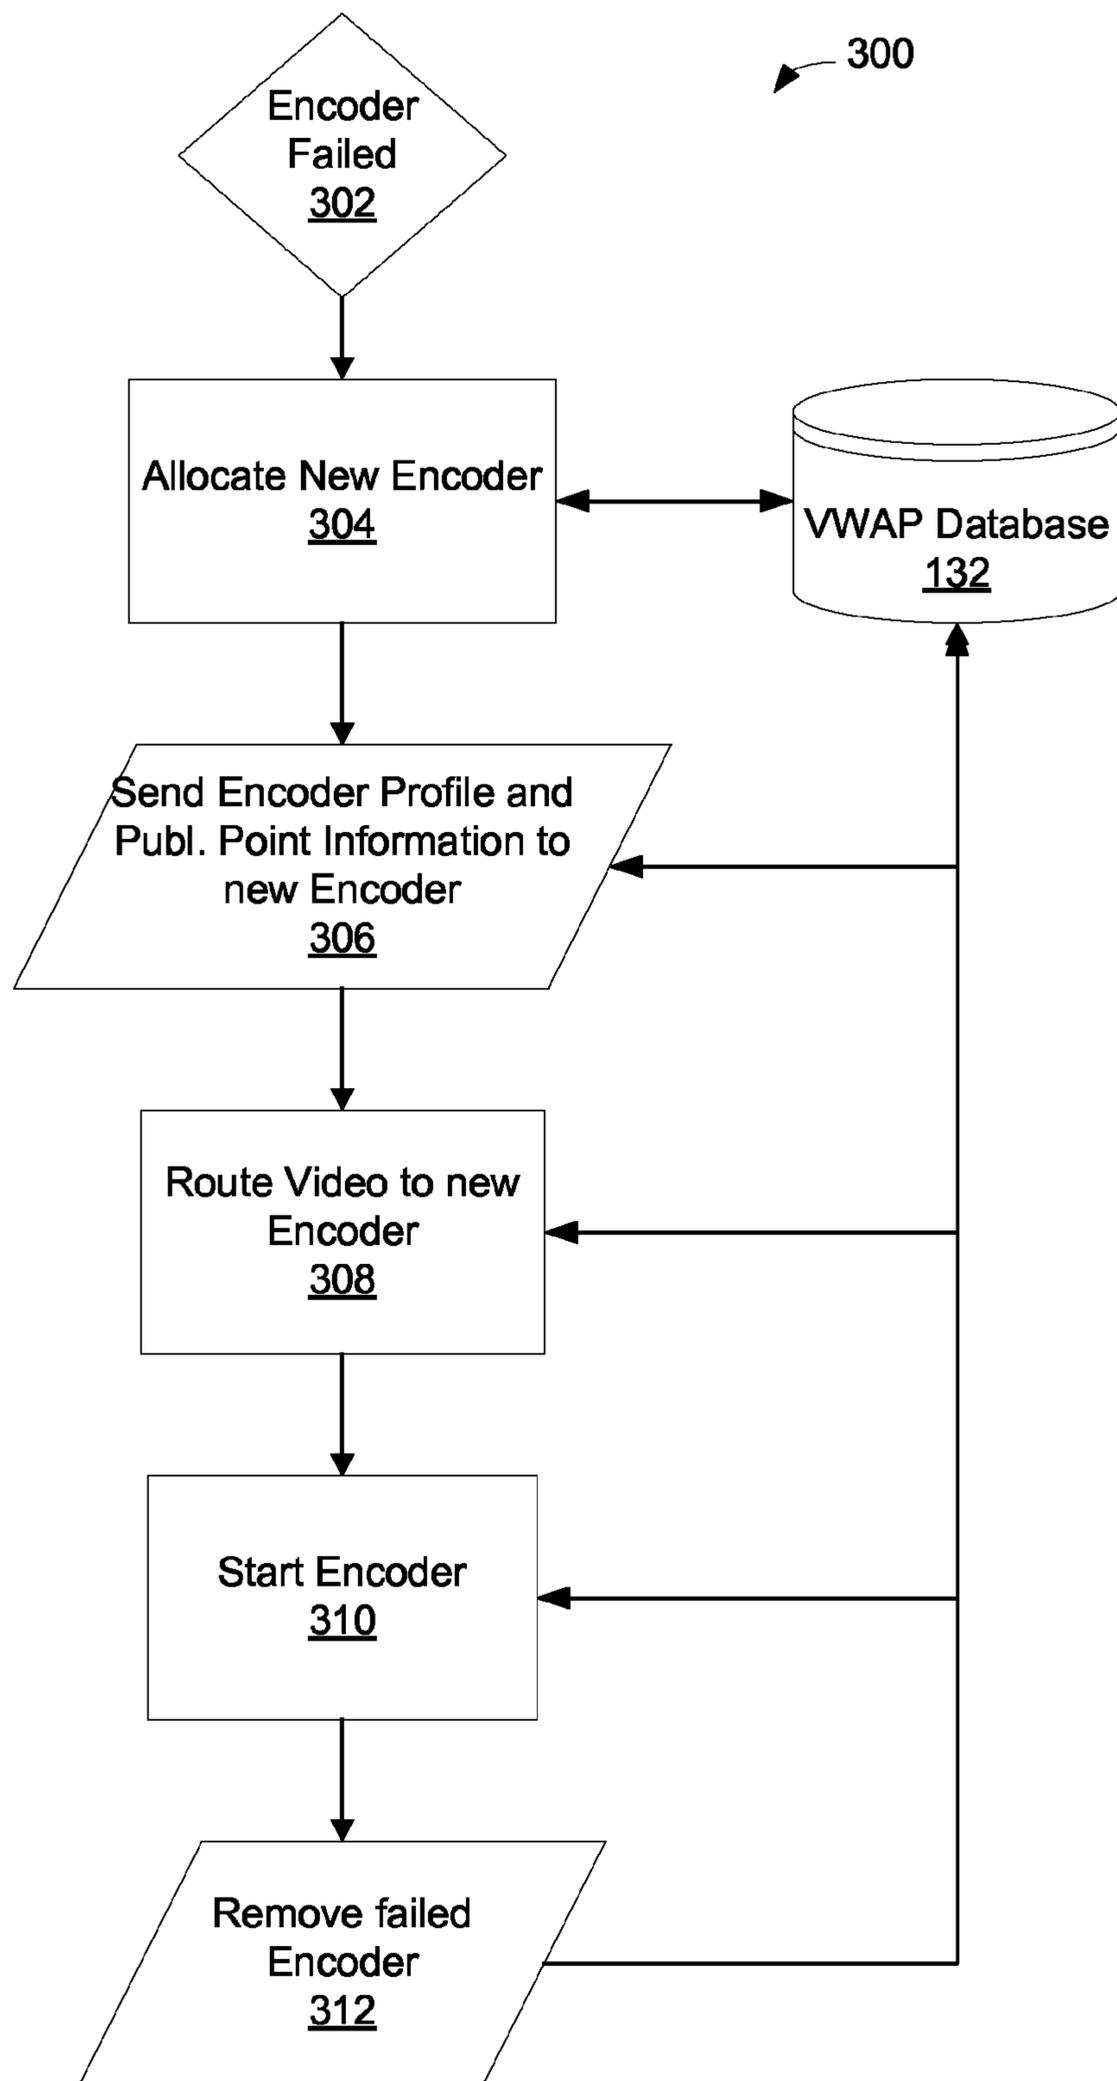 300
Encoder
Failed
302
Allocate New Encoder
304
VWAP Database
132
Send Encoder Profile and
Publ. Point Information to
new Encoder
306
Route Video to new
Encoder
308
Start Encoder
310
Remove failed
Encoder
312